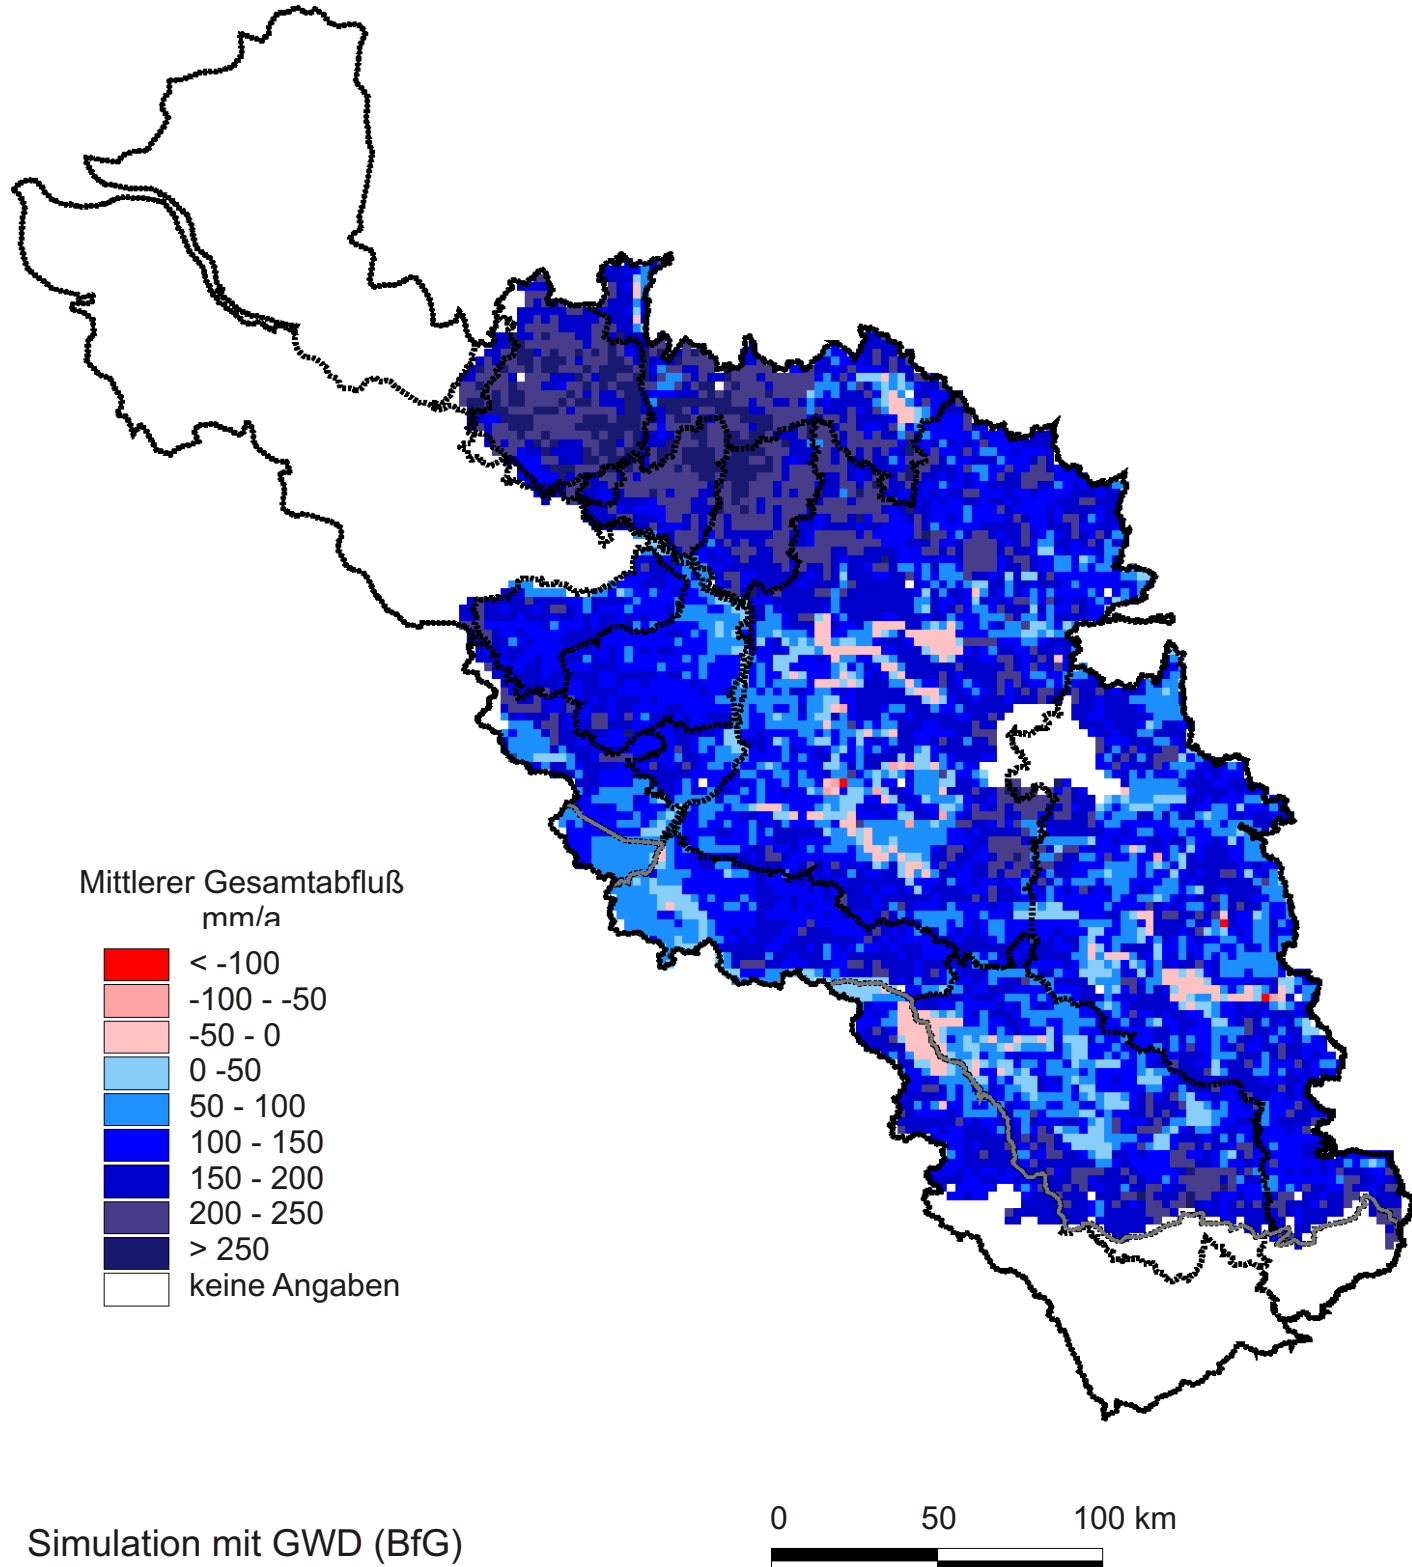 Mittlerer Gesamtabfluß
mm/a
< -100
-100 - -50
-50 - 0
0 -50
50 - 100
100 - 150
150 - 200
200 - 250
> 250
keine Angaben
0 50 100 km
Simulation mit GWD (BfG)